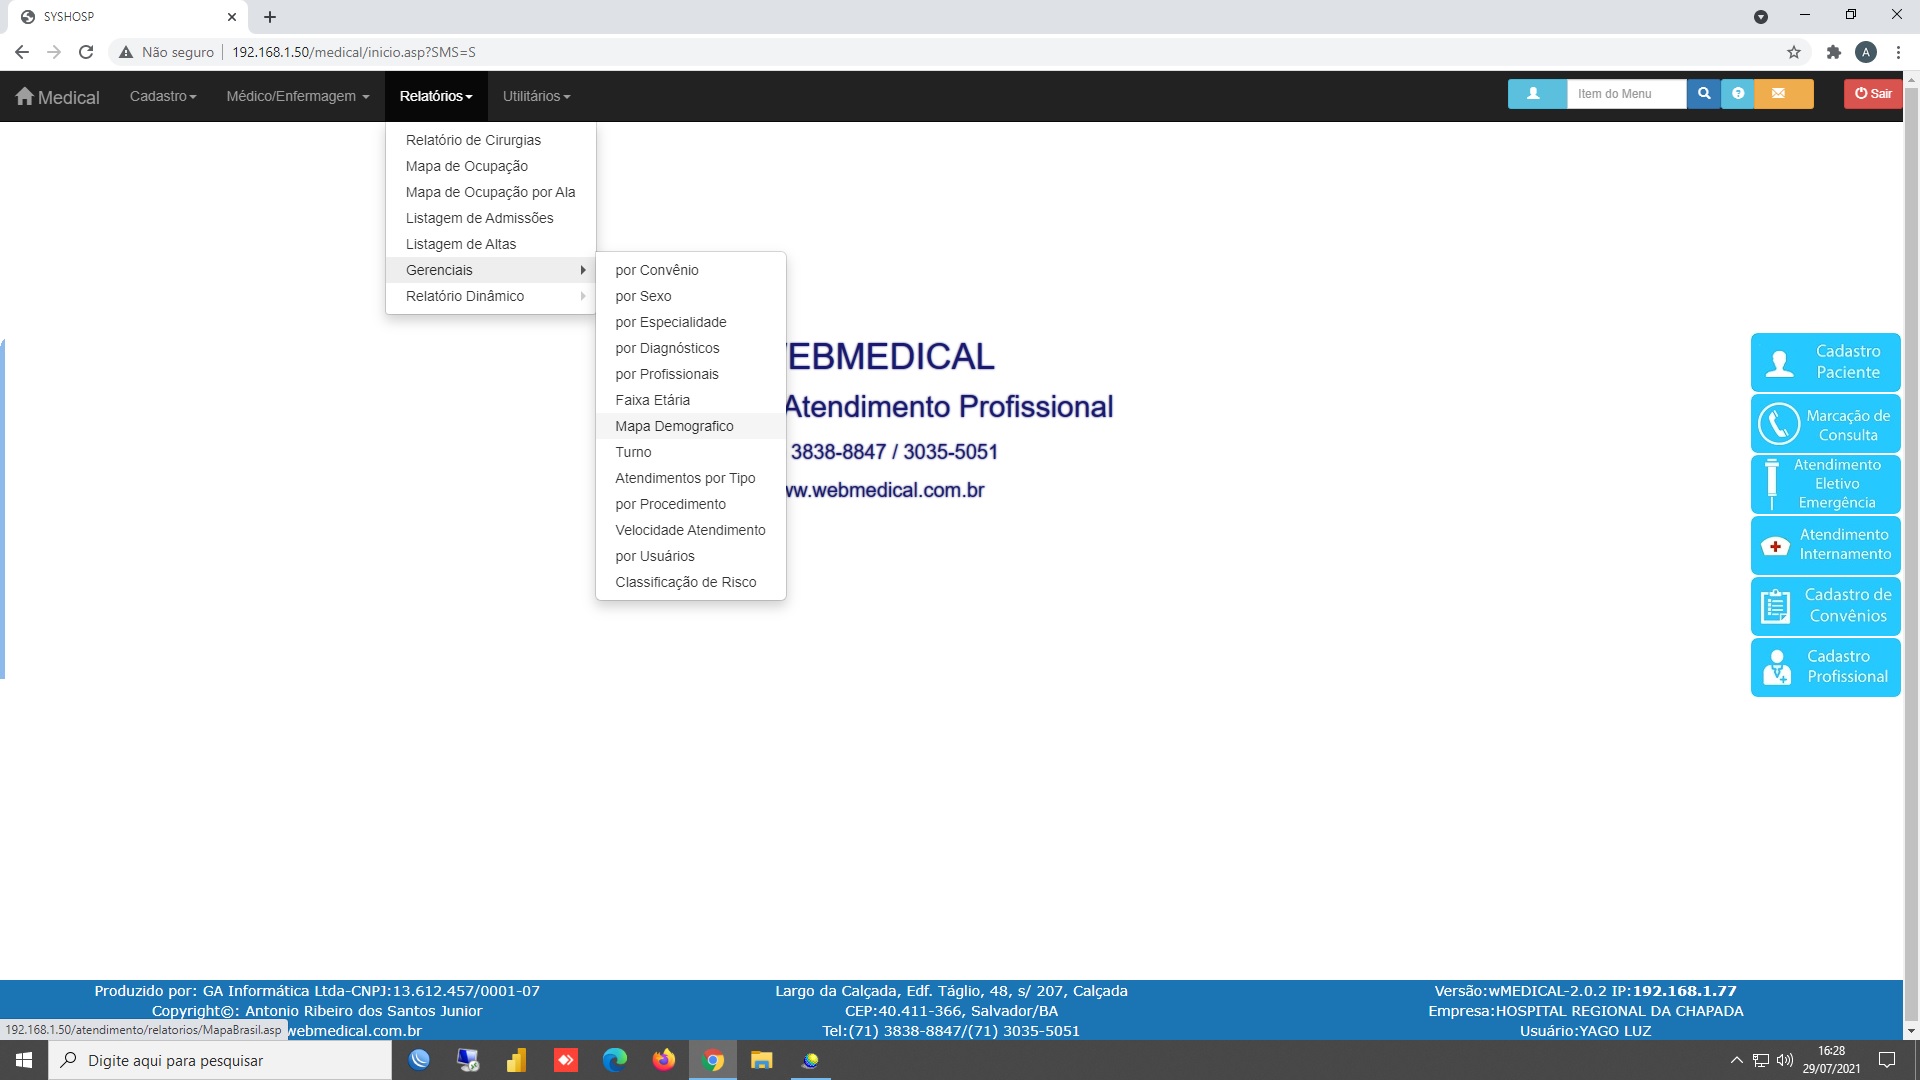 SYSHOSP
Não seguro
192.168.1.50/medical/inicio.asp?SMS=S
A
Medical
Cadastro
Médico/Enfermagem
Relatórios
Utilitários
Item do Menu
Sair
Relatório de Cirurgias
Mapa de Ocupação
Mapa de Ocupação por Ala
Listagem de Admissões
Listagem de Altas
Gerenciais
Relatório Dinâmico
por Convênio
por Sexo
por Especialidade
por Diagnósticos
por Profissionais
Faixa Etária
Mapa Demografico
Turno
Atendimentos por Tipo
por Procedimento
Velocidade Atendimento
por Usuários
Classificação de Risco
EBMEDICAL
Atendimento Profissional
3838-8847 / 3035-5051
ww.webmedical.com.br
Cadastro
Paciente
Marcação de
Consulta
Atendimento
Eletivo
Emergência
Atendimento
Internamento
Cadastro de
Convênios
Cadastro
Profissional
Produzido por: GA Informática Ltda-CNPJ:13.612.457/0001-07
Copyright©: Antonio Ribeiro dos Santos Junior
webmedical.com.br
192.168.1.50/atendimento/relatorios/MapaBrasil.asp
Largo da Calçada, Edf. Táglio, 48, s/ 207, Calçada
CEP:40.411-366, Salvador/BA
Tel:(71) 3838-8847/(71) 3035-5051
Versão:wMEDICAL-2.0.2 IP:192.168.1.77
Empresa:HOSPITAL REGIONAL DA CHAPADA
Usuário:YAGO LUZ
Digite aqui para pesquisar
16:28
29/07/2021